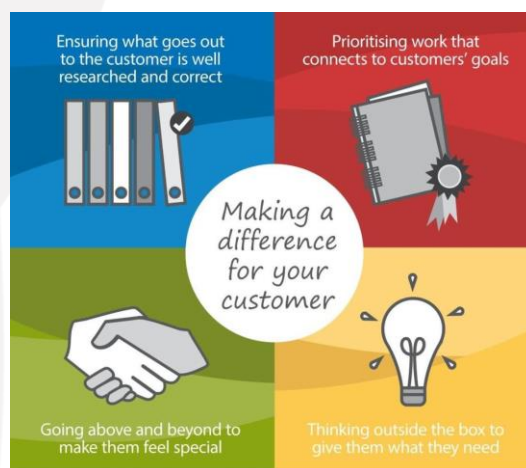 Ensuring what goes out
to the customer is well
researched and correct
Prioritising work that
connects to customers' goals
Making a
difference
for your
customer
Going above and beyond to
make them feel special
Thinking outside the box to
give them what they need